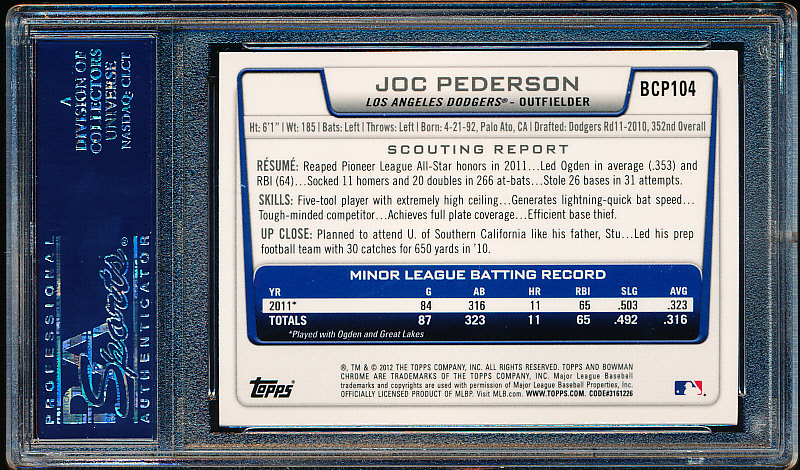 A
DIVISION OF
COLLECTORS
UNIVERSE
NASDAQ: CLCT
PROFESSIONAL
PSA
Sports®
AUTHENTICATOR
JOC PEDERSON
LOS ANGELES DODGERS® - OUTFIELDER
BCP104
Ht: 6'1" | Wt: 185 | Bats: Left | Throws: Left | Born: 4-21-92, Palo Ato, CA | Drafted: Dodgers Rd11-2010, 352nd Overall
SCOUTING REPORT
RÉSUMÉ: Reaped Pioneer League All-Star honors in 2011...Led Ogden in average (.353) and
RBI (64)...Socked 11 homers and 20 doubles in 266 at-bats...Stole 26 bases in 31 attempts.
SKILLS: Five-tool player with extremely high ceiling...Generates lightning-quick bat speed...
Tough-minded competitor...Achieves full plate coverage...Efficient base thief.
UP CLOSE: Planned to attend U. of Southern California like his father, Stu...Led his prep
football team with 30 catches for 650 yards in '10.
MINOR LEAGUE BATTING RECORD
YR G AB HR RBI SLG AVG
2011* 84 316 11 65 .503 .323
TOTALS 87 323 11 65 .492 .316
*Played with Ogden and Great Lakes
Topps
®, TM & © 2012 THE TOPPS COMPANY, INC. ALL RIGHTS RESERVED. TOPPS AND BOWMAN
CHROME ARE TRADEMARKS OF THE TOPPS COMPANY, INC. Major League Baseball
trademarks and copyrights are used with permission of Major League Baseball Properties, Inc.
OFFICIALLY LICENSED PRODUCT OF MLBP. Visit MLB.com. WWW.TOPPS.COM. CODE#3161226